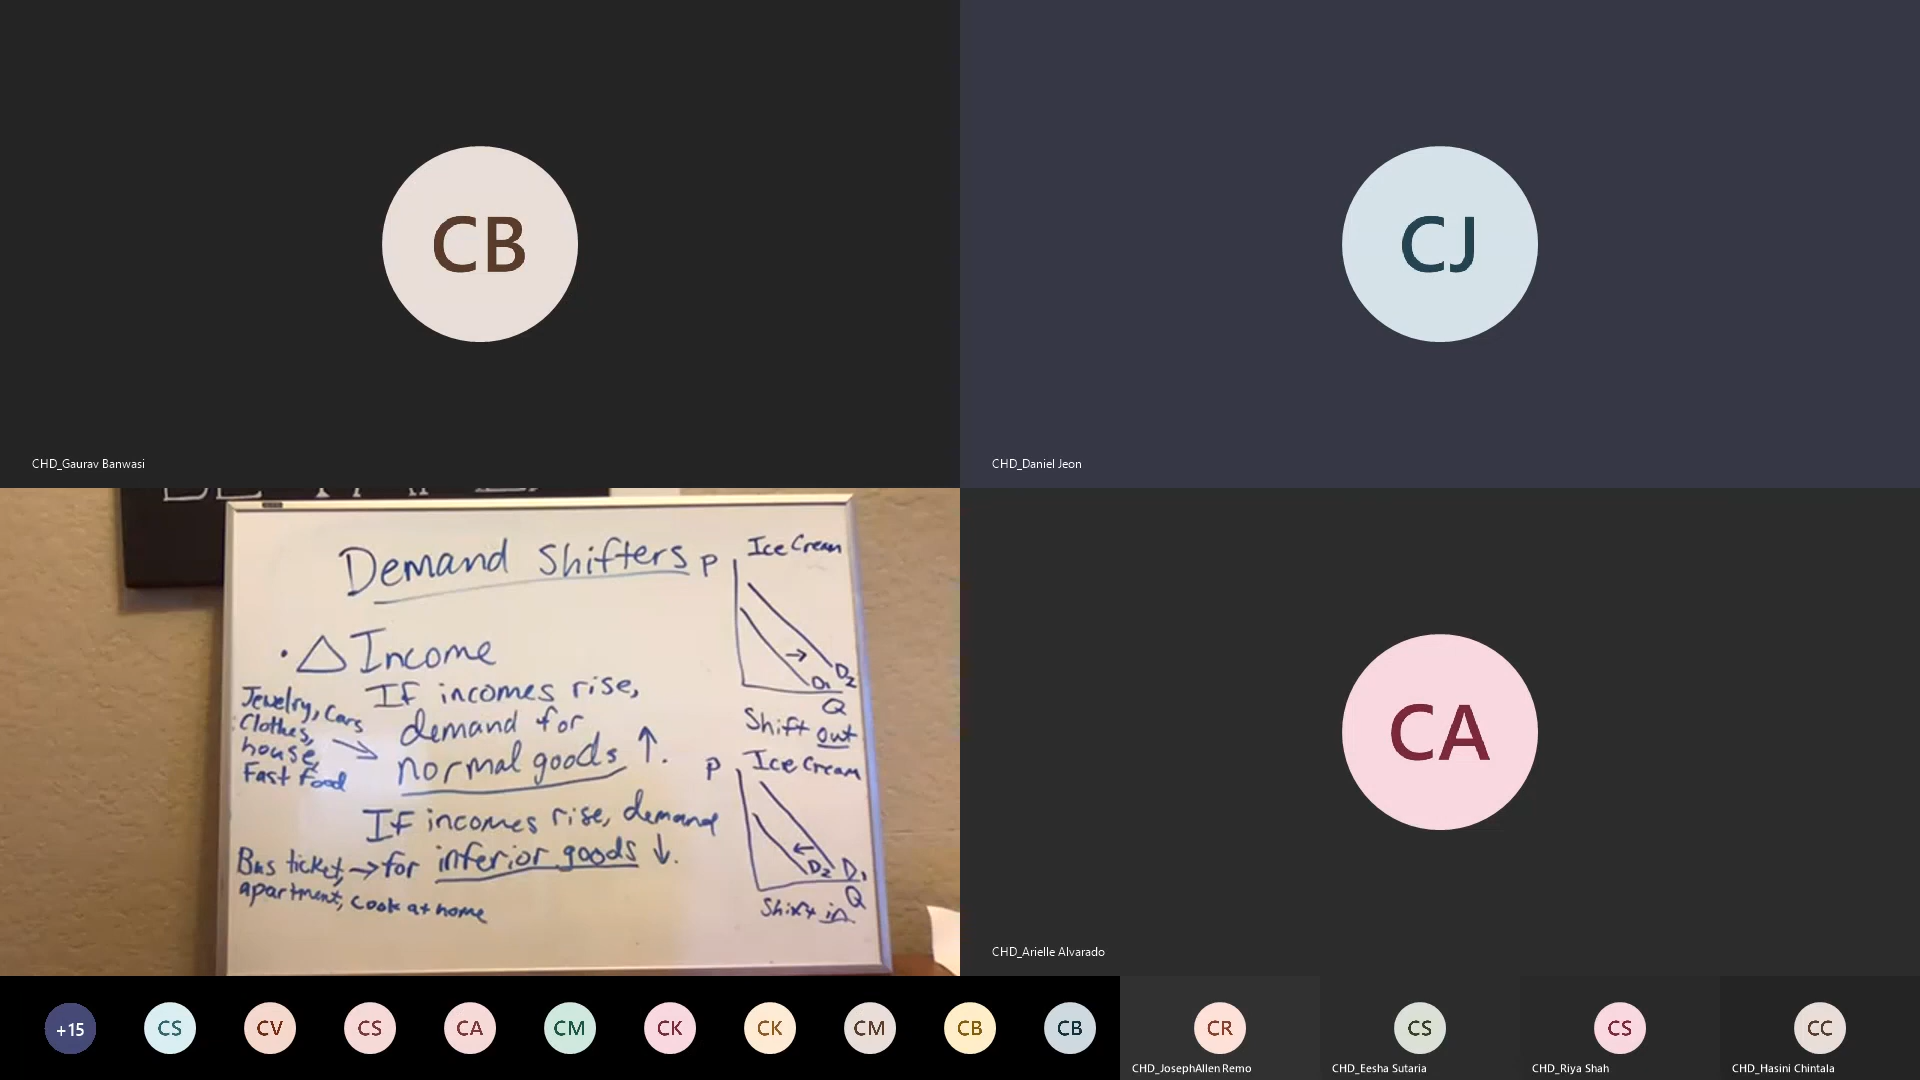 CB
CHD_Gaurav Banwasi
CJ
CHD_Daniel Jeon
Demand Shifters
• △ Income
If incomes rise,
demand for
normal goods ↑.
Jewelry, Cars
Clothes,
house,
Fast Food
→
If incomes rise, demand
for inferior goods ↓.
Bus ticket, →
apartment, cook at home
P
Ice Cream
→
D1
D2
Q
Shift out
P
Ice Cream
←
D2
D1
Q
Shift in
CA
CHD_Arielle Alvarado
+15
CS
CV
CS
CA
CM
CK
CK
CM
CB
CB
CR
CHD_JosephAllen Remo
CS
CHD_Eesha Sutaria
CS
CHD_Riya Shah
CC
CHD_Hasini Chintala